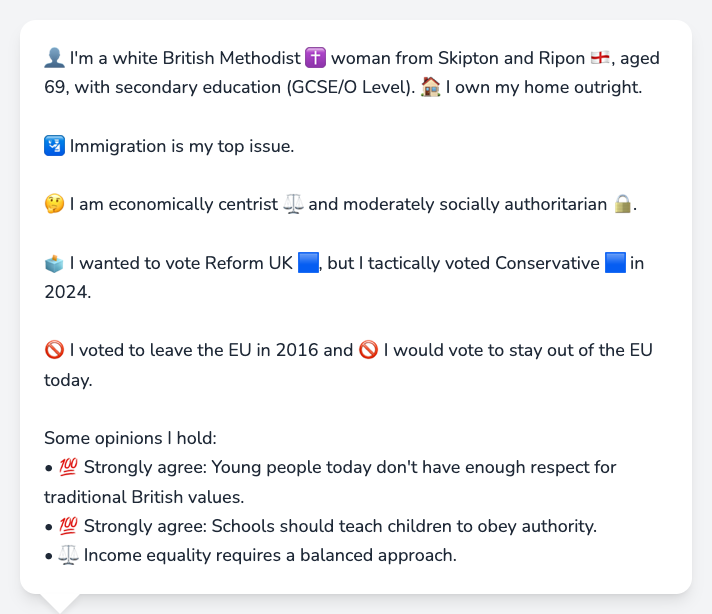 👤 I'm a white British Methodist ✝️ woman from Skipton and Ripon 🏴󠁧󠁢󠁥󠁮󠁧󠁿, aged
69, with secondary education (GCSE/O Level). 🏠 I own my home outright.
🛂 Immigration is my top issue.
🤔 I am economically centrist ⚖️ and moderately socially authoritarian 🔒.
🗳️ I wanted to vote Reform UK 🟦, but I tactically voted Conservative 🟦 in
2024.
🚫 I voted to leave the EU in 2016 and 🚫 I would vote to stay out of the EU
today.
Some opinions I hold:
• 💯 Strongly agree: Young people today don't have enough respect for
traditional British values.
• 💯 Strongly agree: Schools should teach children to obey authority.
• ⚖️ Income equality requires a balanced approach.